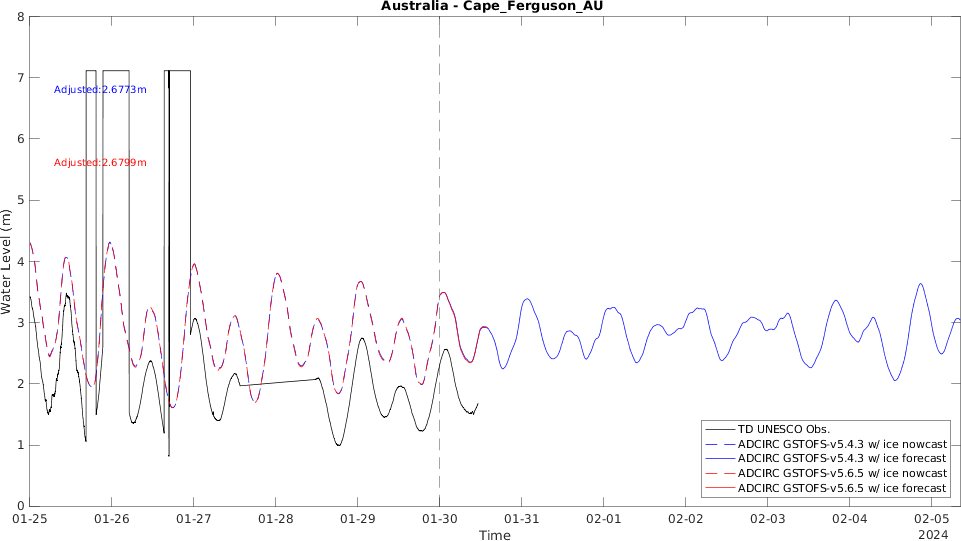 Australia - Cape_Ferguson_AU
8
7
6
5
4
3
2
1
0
Water Level (m)
Adjusted:2.6773m
Adjusted:2.6799m
TD UNESCO Obs.
ADCIRC GSTOFS-v5.4.3 w/ ice nowcast
ADCIRC GSTOFS-v5.4.3 w/ ice forecast
ADCIRC GSTOFS-v5.6.5 w/ ice nowcast
ADCIRC GSTOFS-v5.6.5 w/ ice forecast
01-25 01-26 01-27 01-28 01-29 01-30 01-31 02-01 02-02 02-03 02-04 02-05
Time
2024